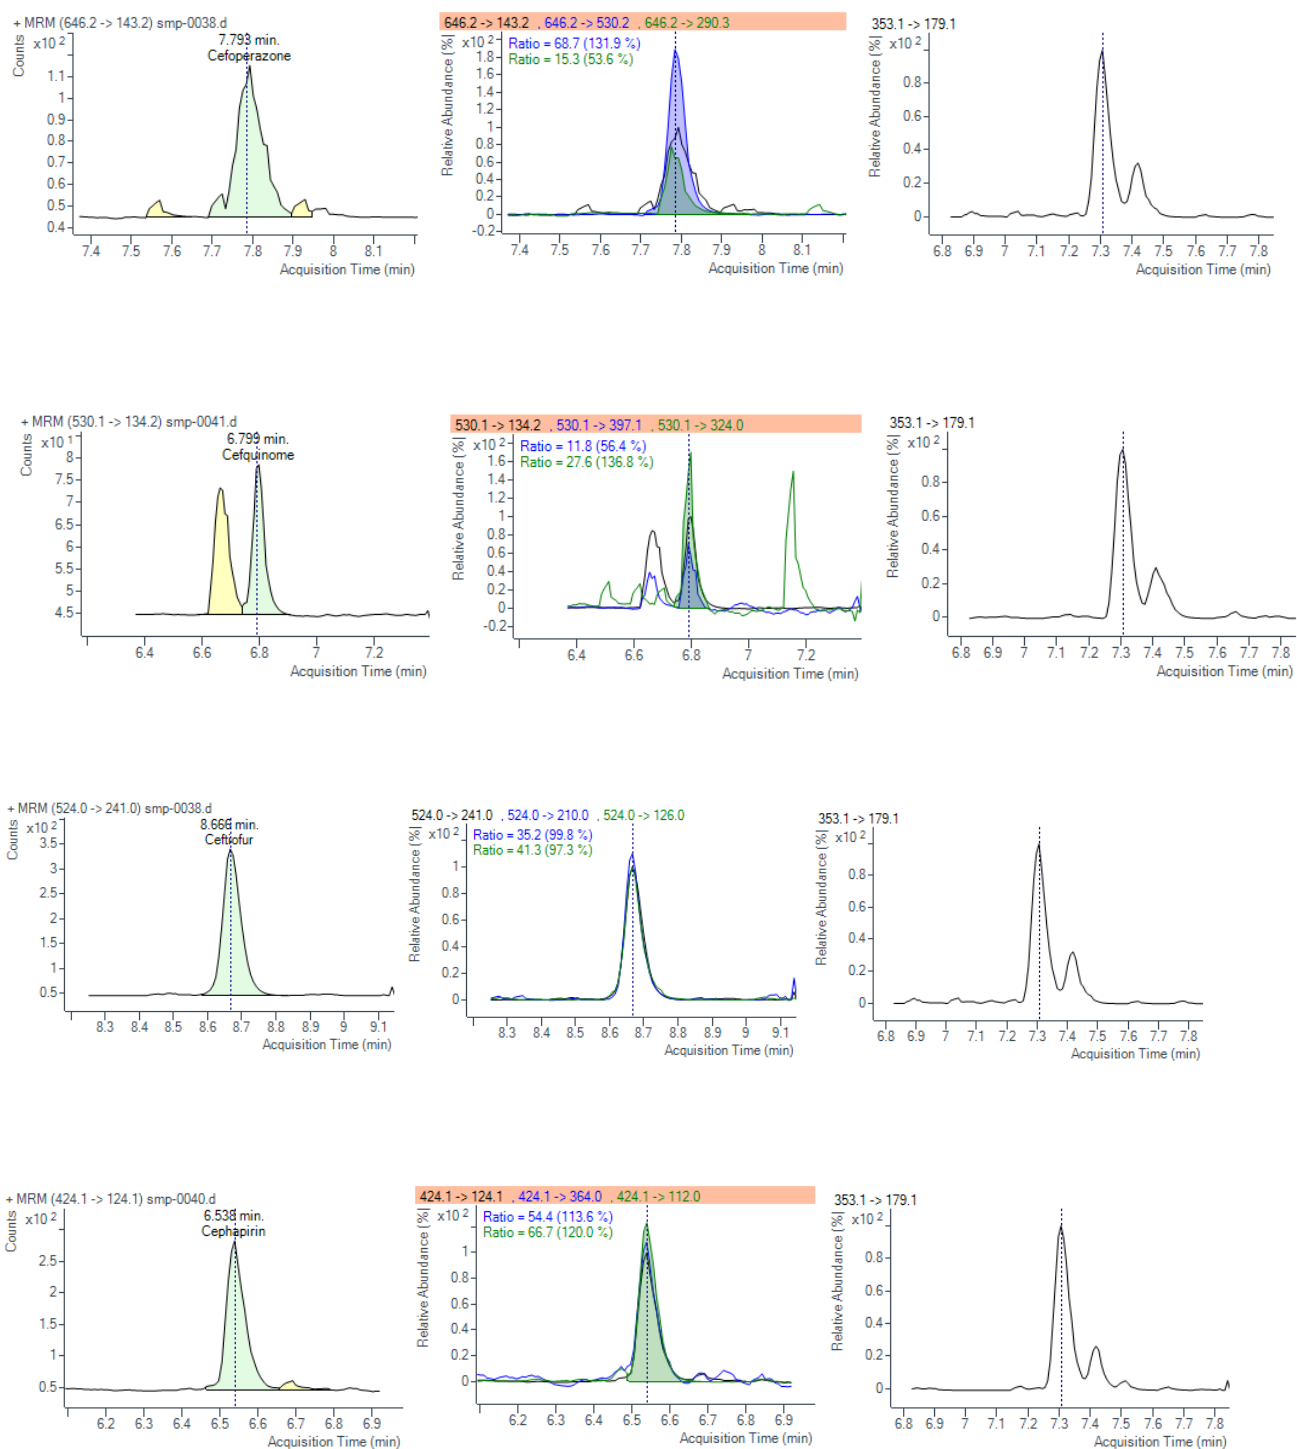 + MRM (646.2 -> 143.2) smp-0038.d
Counts
x10 2
7.793 min.
Cefoperazone
1.1
1
0.9
0.8
0.7
0.6
0.5
0.4
7.4 7.5 7.6 7.7 7.8 7.9 8 8.1
Acquisition Time (min)
646.2 -> 143.2 , 646.2 -> 530.2 , 646.2 -> 290.3
Relative Abundance (%)
x10 2
Ratio = 68.7 (131.9 %)
Ratio = 15.3 (53.6 %)
1.8
1.6
1.4
1.2
1
0.8
0.6
0.4
0.2
0
-0.2
7.4 7.5 7.6 7.7 7.8 7.9 8 8.1
Acquisition Time (min)
353.1 -> 179.1
Relative Abundance (%)
x10 2
1
0.8
0.6
0.4
0.2
0
6.8 6.9 7 7.1 7.2 7.3 7.4 7.5 7.6 7.7 7.8
Acquisition Time (min)
+ MRM (530.1 -> 134.2) smp-0041.d
Counts
x10 1
6.799 min.
Cefquinome
8
7.5
7
6.5
6
5.5
5
4.5
6.4 6.6 6.8 7 7.2
Acquisition Time (min)
530.1 -> 134.2 , 530.1 -> 397.1 , 530.1 -> 324.0
Relative Abundance (%)
x10 2
Ratio = 11.8 (56.4 %)
Ratio = 27.6 (136.8 %)
1.8
1.6
1.4
1.2
1
0.8
0.6
0.4
0.2
0
-0.2
6.4 6.6 6.8 7 7.2
Acquisition Time (min)
353.1 -> 179.1
Relative Abundance (%)
x10 2
1
0.8
0.6
0.4
0.2
0
6.8 6.9 7 7.1 7.2 7.3 7.4 7.5 7.6 7.7 7.8
Acquisition Time (min)
+ MRM (524.0 -> 241.0) smp-0038.d
Counts
x10 2
8.666 min.
Ceftiofur
3.5
3
2.5
2
1.5
1
0.5
8.3 8.4 8.5 8.6 8.7 8.8 8.9 9 9.1
Acquisition Time (min)
524.0 -> 241.0 , 524.0 -> 210.0 , 524.0 -> 126.0
Relative Abundance (%)
x10 2
Ratio = 35.2 (99.8 %)
Ratio = 41.3 (97.3 %)
1
0.8
0.6
0.4
0.2
0
8.3 8.4 8.5 8.6 8.7 8.8 8.9 9 9.1
Acquisition Time (min)
353.1 -> 179.1
Relative Abundance (%)
x10 2
1
0.8
0.6
0.4
0.2
0
6.8 6.9 7 7.1 7.2 7.3 7.4 7.5 7.6 7.7 7.8
Acquisition Time (min)
+ MRM (424.1 -> 124.1) smp-0040.d
Counts
x10 2
6.538 min.
Cephapirin
2.5
2
1.5
1
0.5
6.1 6.2 6.3 6.4 6.5 6.6 6.7 6.8 6.9
Acquisition Time (min)
424.1 -> 124.1 , 424.1 -> 364.0 , 424.1 -> 112.0
Relative Abundance (%)
x10 2
Ratio = 54.4 (113.6 %)
Ratio = 66.7 (120.0 %)
1.2
1
0.8
0.6
0.4
0.2
0
6.2 6.3 6.4 6.5 6.6 6.7 6.8 6.9
Acquisition Time (min)
353.1 -> 179.1
Relative Abundance (%)
x10 2
1
0.8
0.6
0.4
0.2
0
6.8 6.9 7 7.1 7.2 7.3 7.4 7.5 7.6 7.7 7.8
Acquisition Time (min)